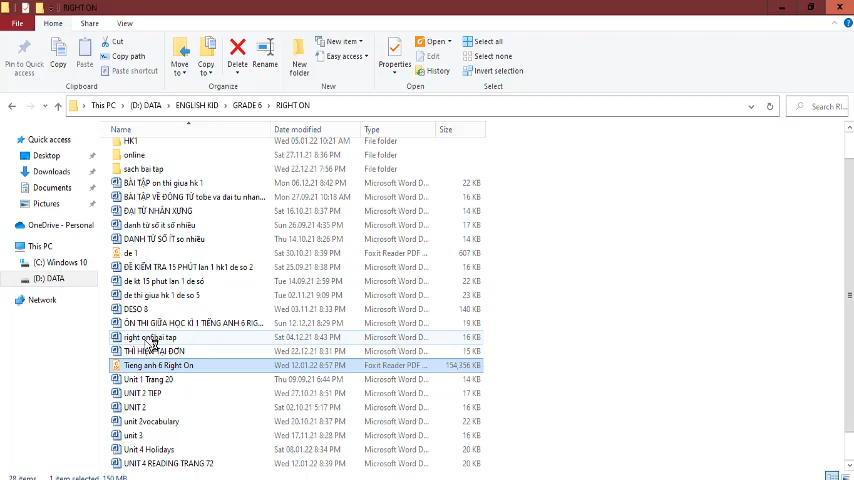 RIGHT ON
File Home Share View
Pin to Quick access
Copy
Paste
Cut
Copy path
Paste shortcut
Clipboard
Move to
Copy to
Delete
Rename
Organize
New folder
New item
Easy access
New
Properties
Open
Edit
History
Open
Select all
Select none
Invert selection
Select
This PC > (D:) DATA > ENGLISH KID > GRADE 6 > RIGHT ON
Search RI...
Quick access
Desktop
Downloads
Documents
Pictures
OneDrive - Personal
This PC
(C:) Windows 10
(D:) DATA
Network
Name Date modified Type Size
HK1 Wed 05.01.22 10:21 AM File folder
online Sat 27.11.21 8:36 PM File folder
sach bai tap Wed 22.12.21 7:56 PM File folder
BÀI TẬP on thi giua hk 1 Mon 06.12.21 8:42 PM Microsoft Word D... 22 KB
BÀI TẬP VỀ ĐỘNG TỪ tobe va dai tu nhan... Mon 27.09.21 10:18 AM Microsoft Word D... 16 KB
ĐẠI TỪ NHÂN XƯNG Sat 16.10.21 8:37 PM Microsoft Word D... 14 KB
danh từ số it số nhiều Sun 26.09.21 4:35 PM Microsoft Word D... 17 KB
DANH TỪ SỐ ÍT so nhiều Thu 14.10.21 8:26 PM Microsoft Word D... 14 KB
de 1 Sat 30.10.21 8:39 PM Foxit Reader PDF ... 607 KB
ĐỀ KIỂM TRA 15 PHÚT lan 1 hk1 de so 2 Sat 25.09.21 8:38 PM Microsoft Word D... 14 KB
de kt 15 phut lan 1 de số Tue 14.09.21 2:52 PM Microsoft Word D... 14 KB
de thi giua hk 1 de so 5 Tue 02.11.21 9:09 PM Microsoft Word D... 23 KB
DESO 8 Wed 03.11.21 8:33 PM Microsoft Word D... 140 KB
ÔN THI GIỮA HỌC KÌ 1 TIẾNG ANH 6 RIG... Sun 12.12.21 8:29 PM Microsoft Word D... 19 KB
right on bai tap Sat 04.12.21 8:43 PM Microsoft Word D... 16 KB
THÌ HIỆN TẠI ĐƠN Wed 22.12.21 8:31 PM Microsoft Word D... 15 KB
Tieng anh 6 Right On Wed 12.01.22 8:57 PM Foxit Reader PDF ... 154,356 KB
Unit 1 Trang 20 Thu 09.09.21 6:44 PM Microsoft Word D... 14 KB
UNIT 2 TIEP Wed 27.10.21 8:51 PM Microsoft Word D... 17 KB
UNIT 2 Sat 02.10.21 5:17 PM Microsoft Word D... 16 KB
unit 2vocabulary Wed 20.10.21 8:37 PM Microsoft Word D... 22 KB
unit 3 Wed 17.11.21 8:35 PM Microsoft Word D... 16 KB
Unit 4 Holidays Sat 08.01.22 8:34 PM Microsoft Word D... 20 KB
UNIT 4 READING TRANG 72 Wed 12.01.22 8:39 PM Microsoft Word D... 20 KB
28 items 1 item selected 150 MB